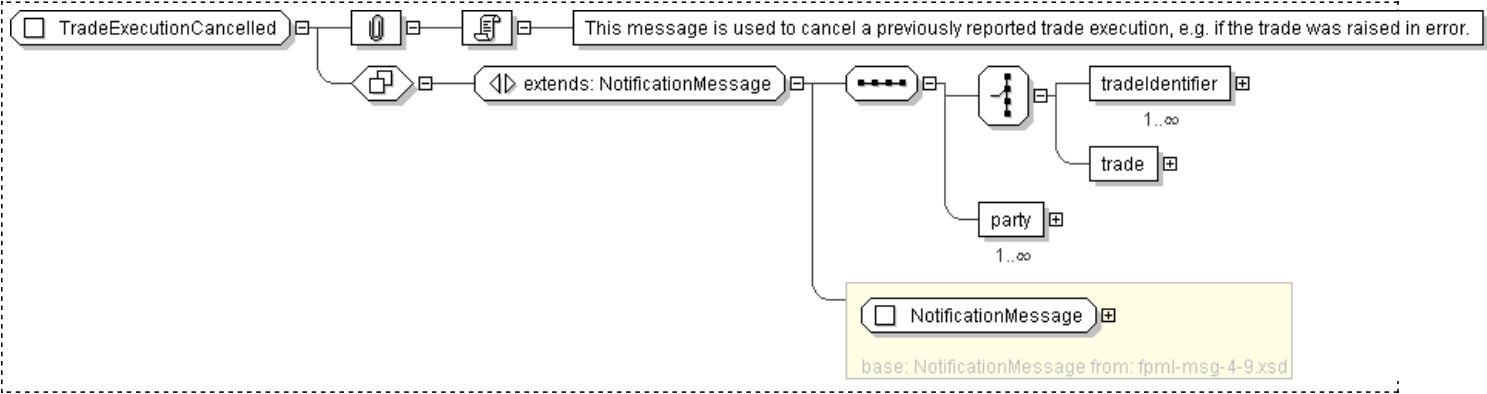 TradeExecutionCancelled
This message is used to cancel a previously reported trade execution, e.g. if the trade was raised in error.
extends: NotificationMessage
tradeIdentifier
1..∞
trade
party
1..∞
NotificationMessage
base: NotificationMessage from: fpml-msg-4-9.xsd